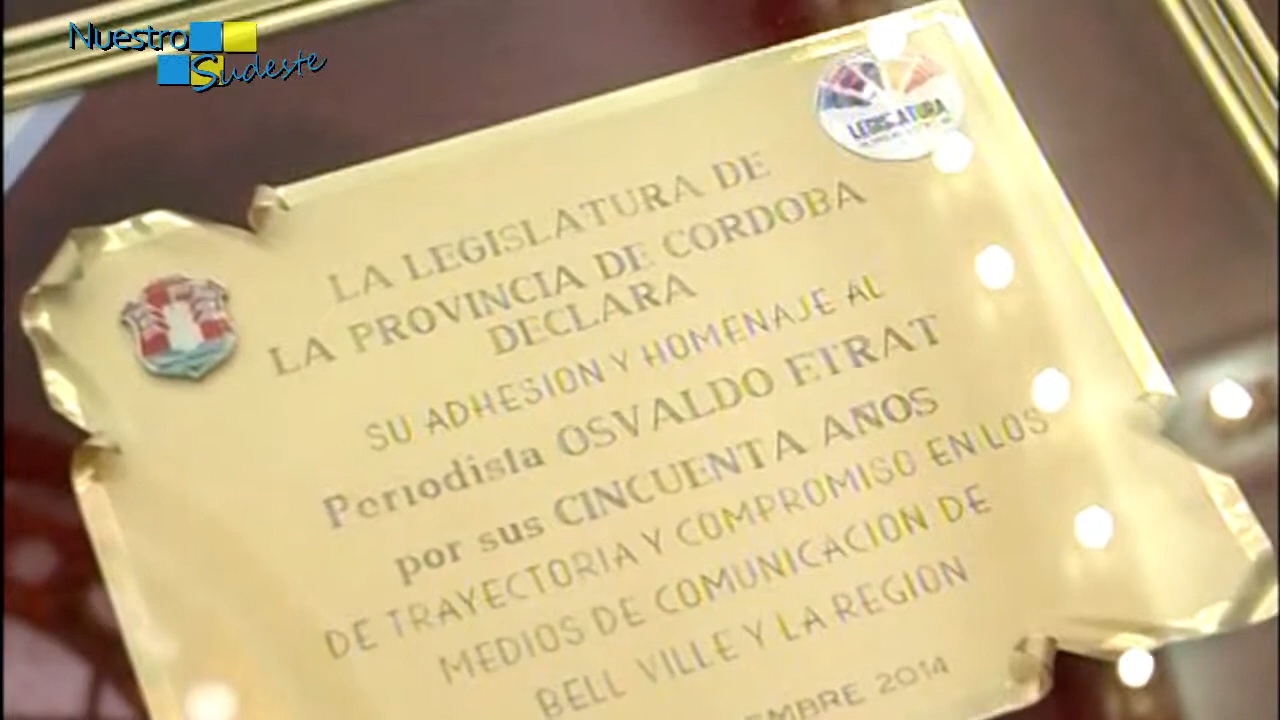 Nuestro
Sudeste
LEGISLATURA
LA LEGISLATURA DE
LA PROVINCIA DE CORDOBA
DECLARA
SU ADHESION Y HOMENAJE AL
Periodista OSVALDO ETRAT
por sus CINCUENTA AÑOS
DE TRAYECTORIA Y COMPROMISO EN LOS
MEDIOS DE COMUNICACION DE
BELL VILLE Y LA REGION
EMBRE 2014